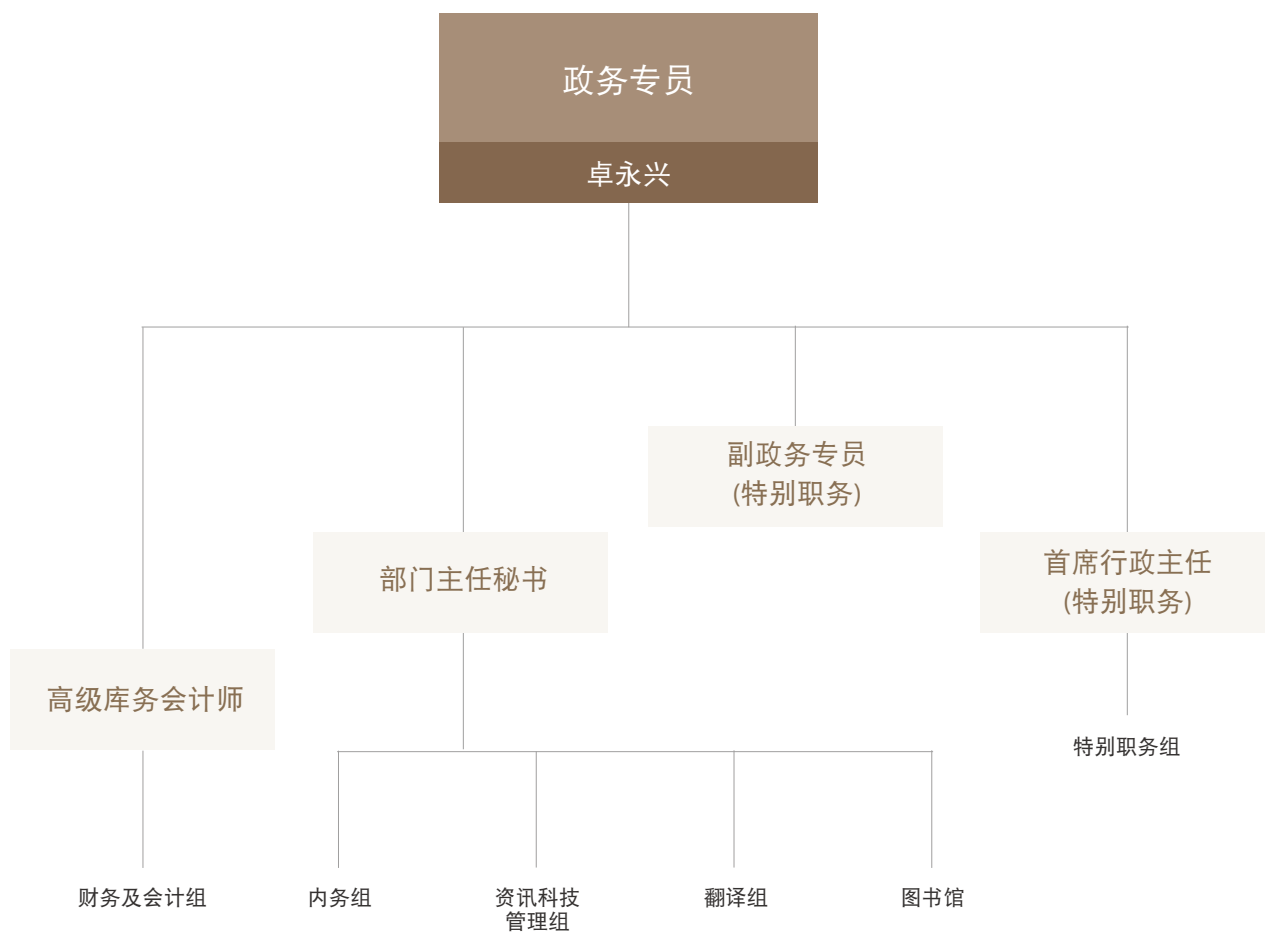 政务专员
卓永兴
副政务专员
(特别职务)
部门主任秘书
首席行政主任
(特别职务)
高级库务会计师
特别职务组
财务及会计组
内务组
资讯科技
管理组
翻译组
图书馆